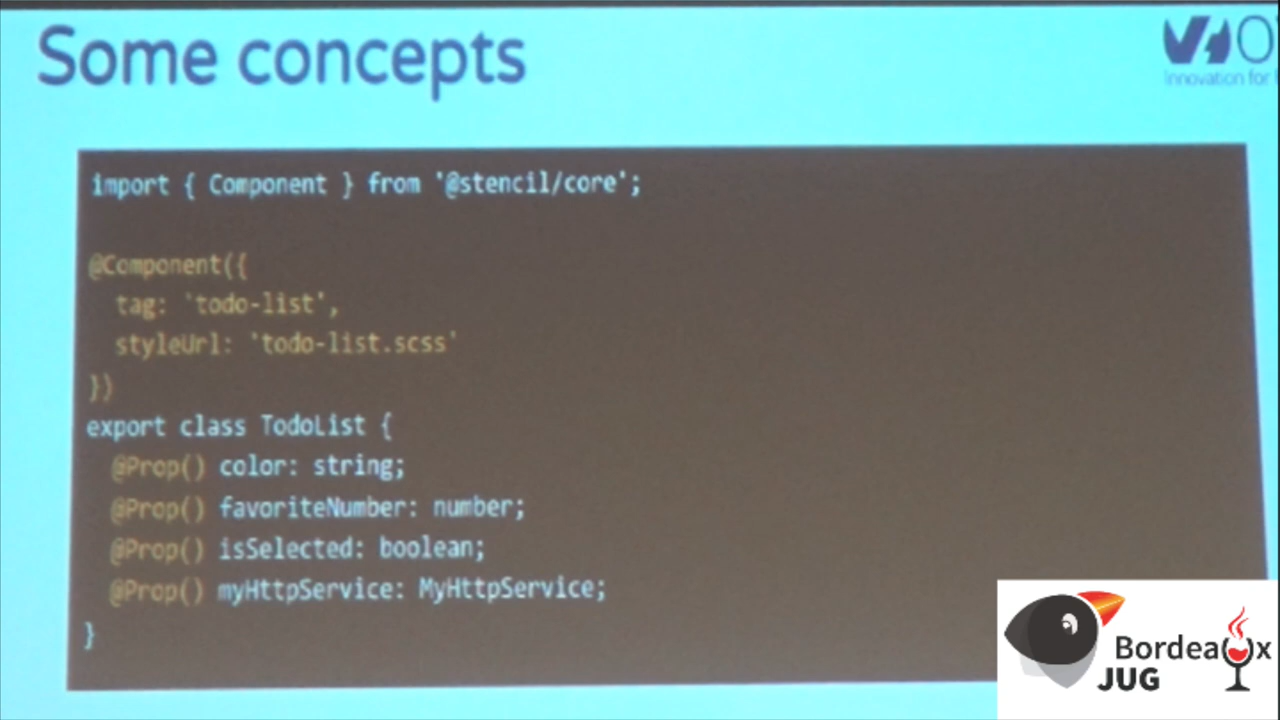 Some concepts
Innovation for
import { Component } from '@stencil/core';
@Component({
tag: 'todo-list',
styleUrl: 'todo-list.scss'
})
export class TodoList {
@Prop() color: string;
@Prop() favoriteNumber: number;
@Prop() isSelected: boolean;
@Prop() myHttpService: MyHttpService;
}
Bordeaux
JUG